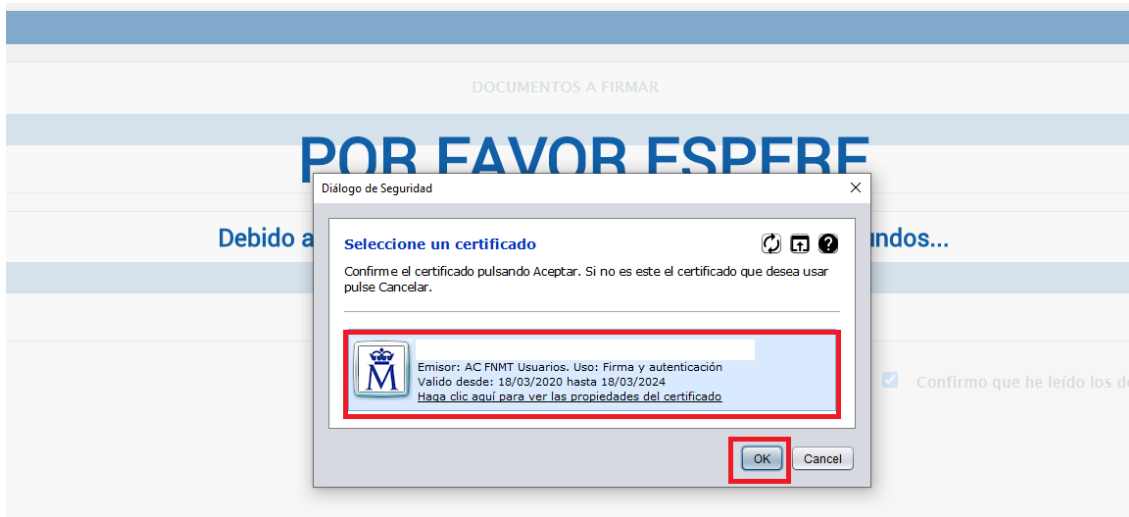 DOCUMENTOS A FIRMAR
POR FAVOR ESPERE
Diálogo de Seguridad
Debido a
undos...
Seleccione un certificado
Confirme el certificado pulsando Aceptar. Si no es este el certificado que desea usar
pulse Cancelar.
Emisor: AC FNMT Usuarios. Uso: Firma y autenticación
Valido desde: 18/03/2020 hasta 18/03/2024
Haga clic aquí para ver las propiedades del certificado
Confirmo que he leído los d
OK
Cancel